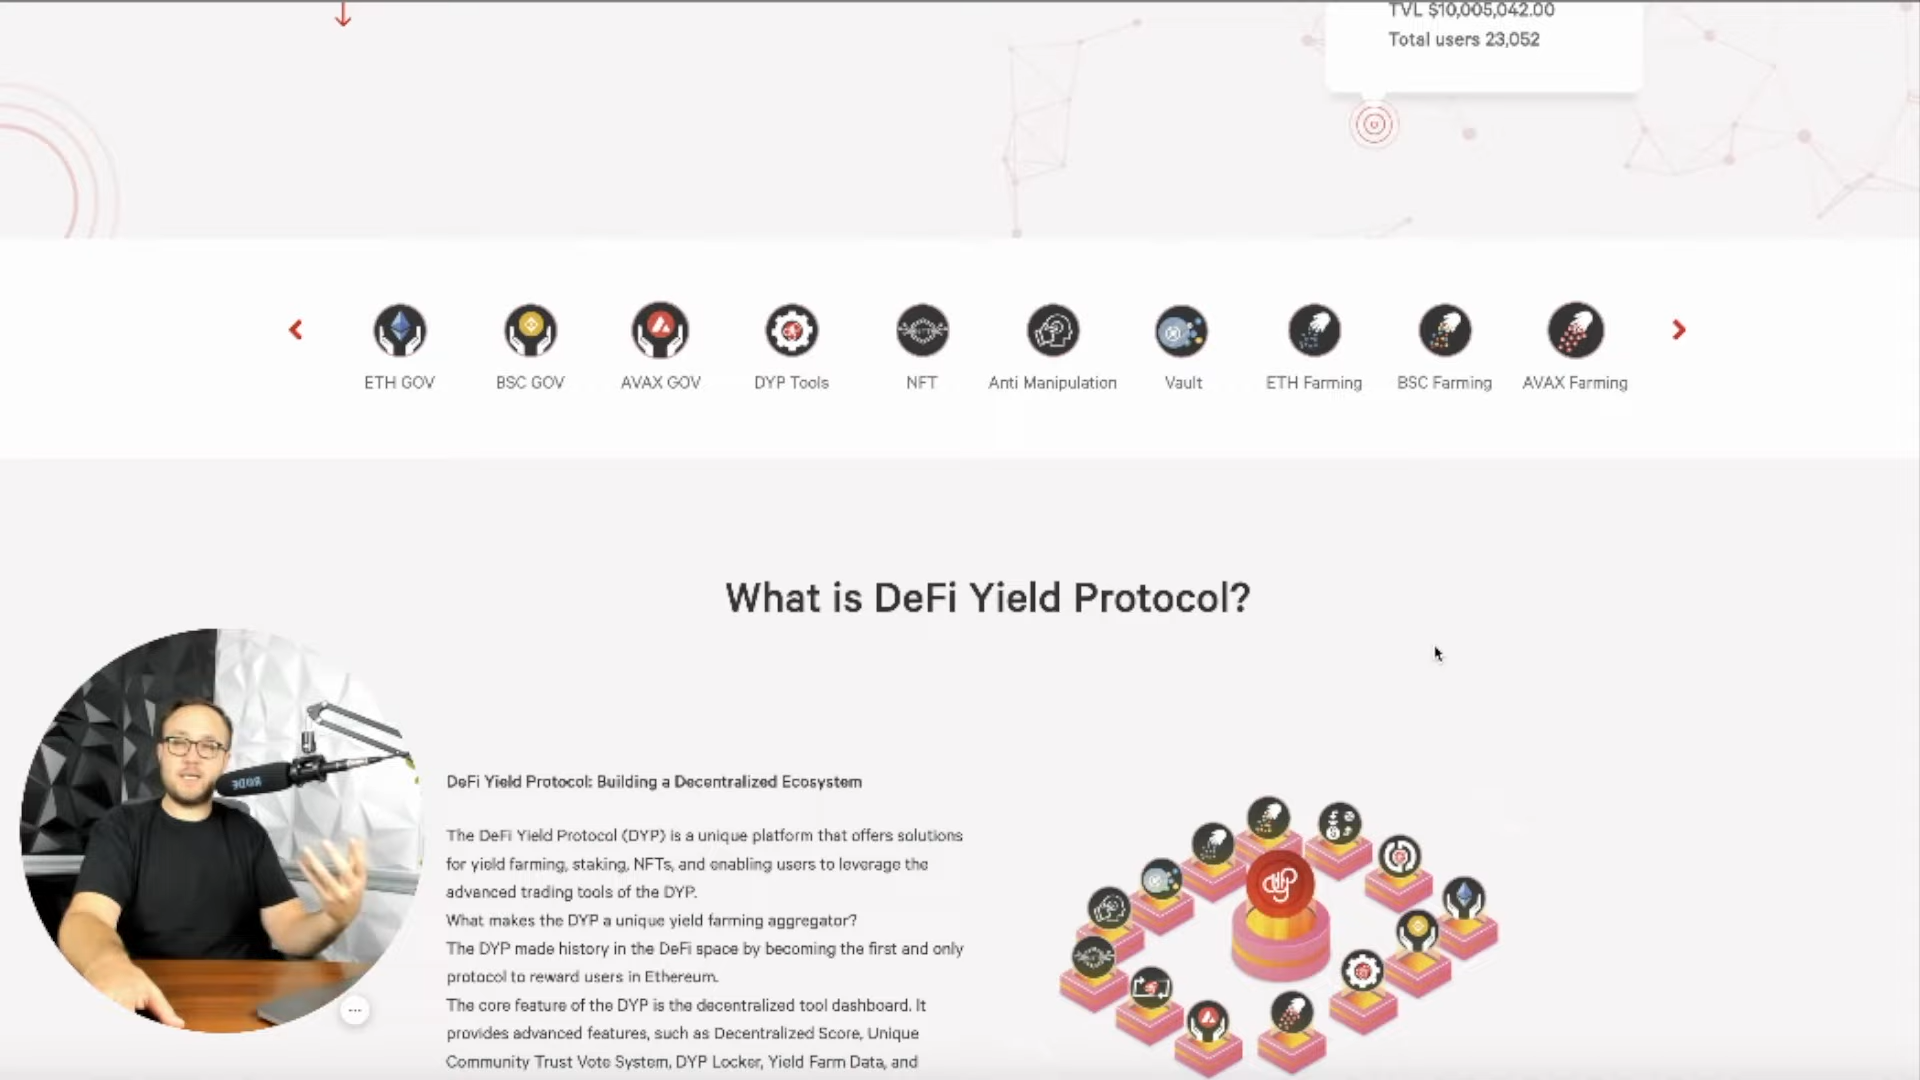 TVL $10,005,042.00
Total users 23,052
ETH GOV
BSC GOV
AVAX GOV
DYP Tools
NFT
Anti Manipulation
Vault
ETH Farming
BSC Farming
AVAX Farming
What is DeFi Yield Protocol?
RODE
DeFi Yield Protocol: Building a Decentralized Ecosystem
The DeFi Yield Protocol (DYP) is a unique platform that offers solutions
for yield farming, staking, NFTs, and enabling users to leverage the
advanced trading tools of the DYP.
What makes the DYP a unique yield farming aggregator?
The DYP made history in the DeFi space by becoming the first and only
protocol to reward users in Ethereum.
The core feature of the DYP is the decentralized tool dashboard. It
provides advanced features, such as Decentralized Score, Unique
Community Trust Vote System, DYP Locker, Yield Farm Data, and